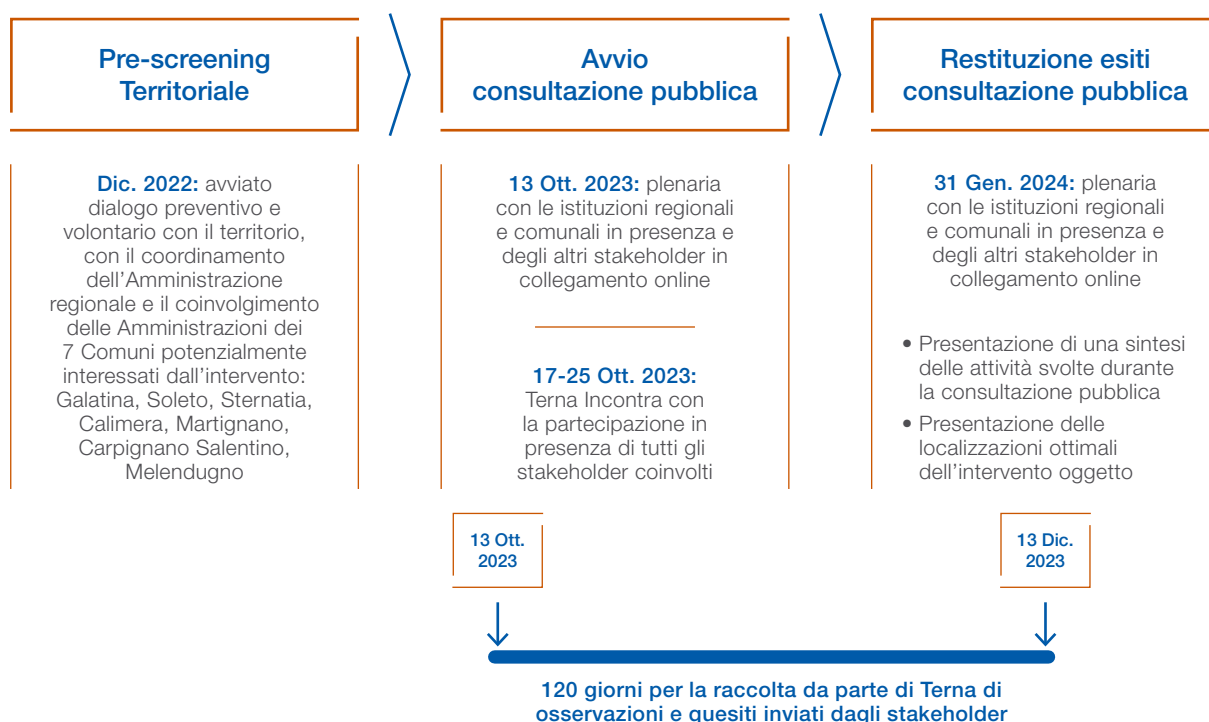 Pre-screening
Territoriale
Avvio
consultazione pubblica
Restituzione esiti
consultazione pubblica
Dic. 2022: avviato
dialogo preventivo e
volontario con il territorio,
con il coordinamento
dell'Amministrazione
regionale e il coinvolgimento
delle Amministrazioni dei
7 Comuni potenzialmente
interessati dall'intervento:
Galatina, Soleto, Sternatia,
Calimera, Martignano,
Carpignano Salentino,
Melendugno
13 Ott. 2023: plenaria
con le istituzioni regionali
e comunali in presenza e
degli altri stakeholder in
collegamento online
17-25 Ott. 2023:
Terna Incontra con
la partecipazione in
presenza di tutti gli
stakeholder coinvolti
31 Gen. 2024: plenaria
con le istituzioni regionali
e comunali in presenza e
degli altri stakeholder in
collegamento online
• Presentazione di una sintesi
delle attività svolte durante
la consultazione pubblica
• Presentazione delle
localizzazioni ottimali
dell'intervento oggetto
13 Ott.
2023
13 Dic.
2023
120 giorni per la raccolta da parte di Terna di
osservazioni e quesiti inviati dagli stakeholder